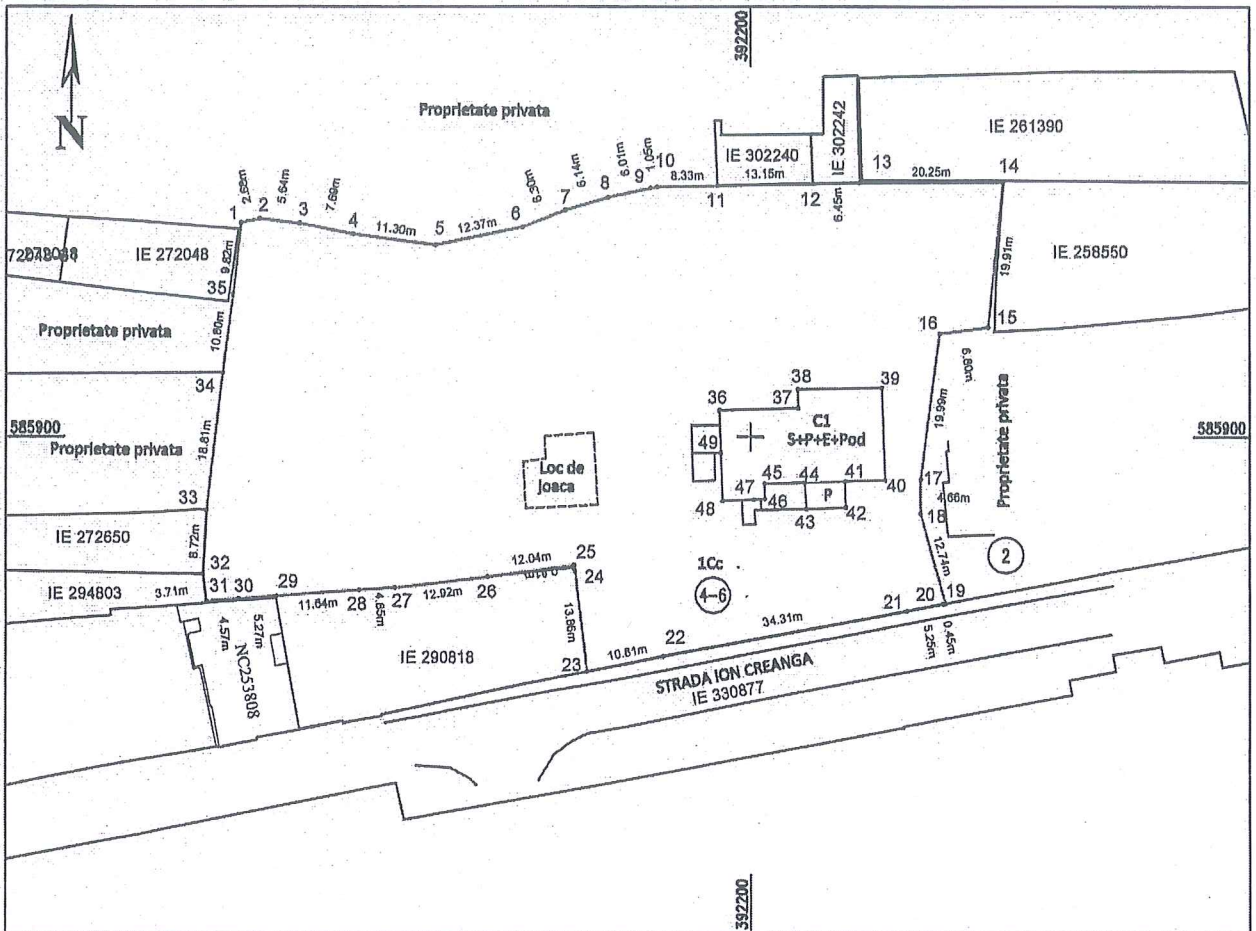 392200
N
Proprietate privata
IE 302242
IE 261390
IE 302240
13
14
20.25m
13.15m
10
8.33m
1.05m
9
6.01m
8
6.14m
7
6.30m
6
12.37m
5
11.30m
4
7.69m
3
5.64m
2
2.68m
1
11
12
6.45m
IE 272048
9.82m
35
19.91m
IE 258550
Proprietate privata
10.80m
16
15
6.80m
34
38
39
19.99m
Proprietate privata
36
37
C1
S+P+E+Pod
585900
585900
Proprietate privata
18.81m
49
Loc de
joaca
45
44
41
40
17
47
46
P
48
43
42
4.66m
18
33
IE 272650
8.72m
12.74m
2
12.04m
25
1Cc
4-6
32
24
IE 294803
3.71m
31
30
29
11.64m
28
4.85m
27
12.92m
26
13.86m
34.31m
21
20
19
0.45m
5.25m
5.27m
4.57m
NC253808
IE 290818
23
10.81m
22
STRADA ION CREANGA
IE 330877
392200